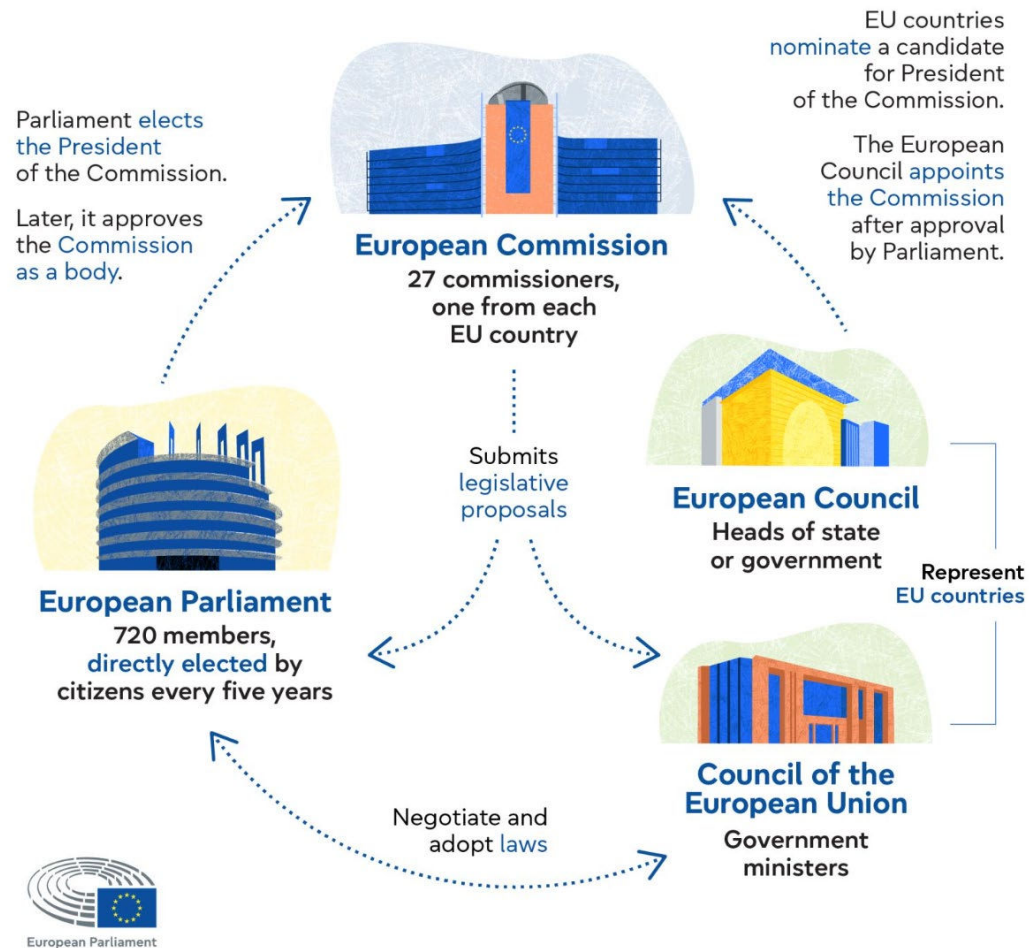 EU countries
nominate a candidate
for President
of the Commission.
The European
Council appoints
the Commission
after approval
by Parliament.
Parliament elects
the President
of the Commission.
Later, it approves
the Commission
as a body.
European Commission
27 commissioners,
one from each
EU country
Submits
legislative
proposals
European Council
Heads of state
or government
Represent
EU countries
European Parliament
720 members,
directly elected by
citizens every five years
Council of the
European Union
Government
ministers
Negotiate and
adopt laws
European Parliament